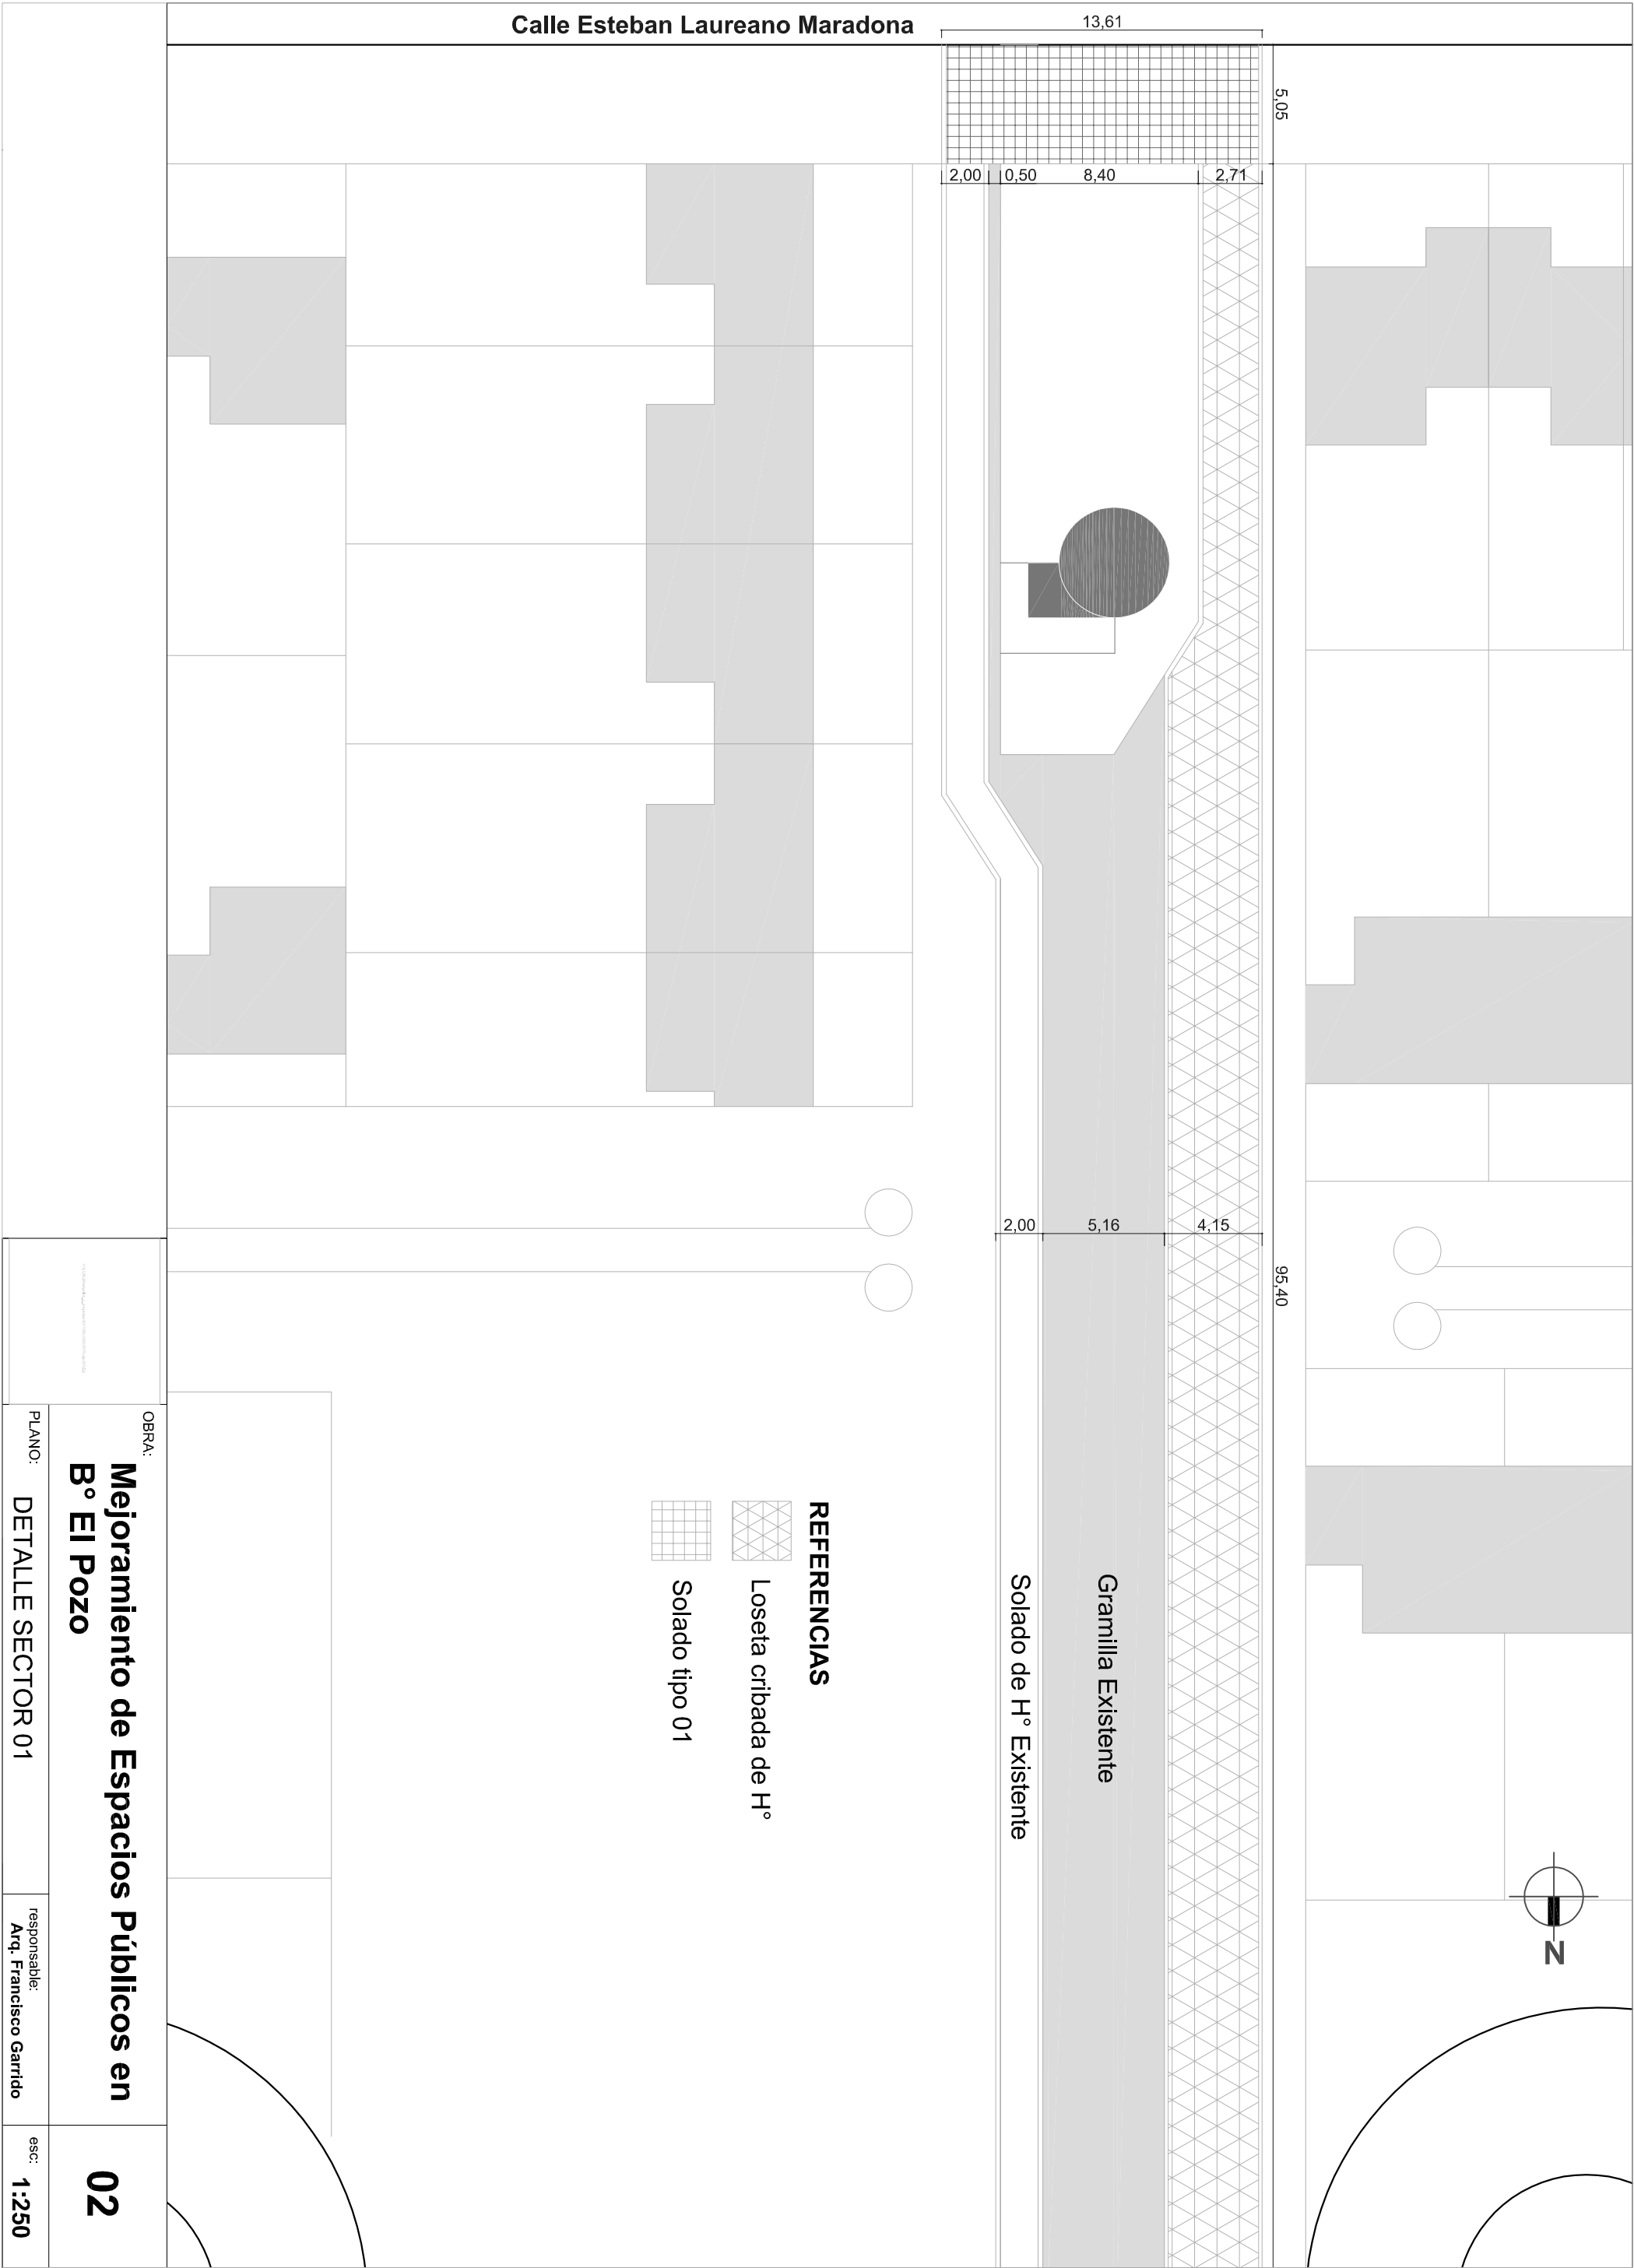 Calle Esteban Laureano Maradona
13,61
5,05
2,00
0,50
8,40
2,71
2,00
5,16
4,15
95,40
Gramilla Existente
Solado de H° Existente
REFERENCIAS
Loseta cribada de H°
Solado tipo 01
N
OBRA:
Mejoramiento de Espacios Públicos en
B° El Pozo
02
PLANO:
DETALLE SECTOR 01
responsable:
Arq. Francisco Garrido
esc:
1:250